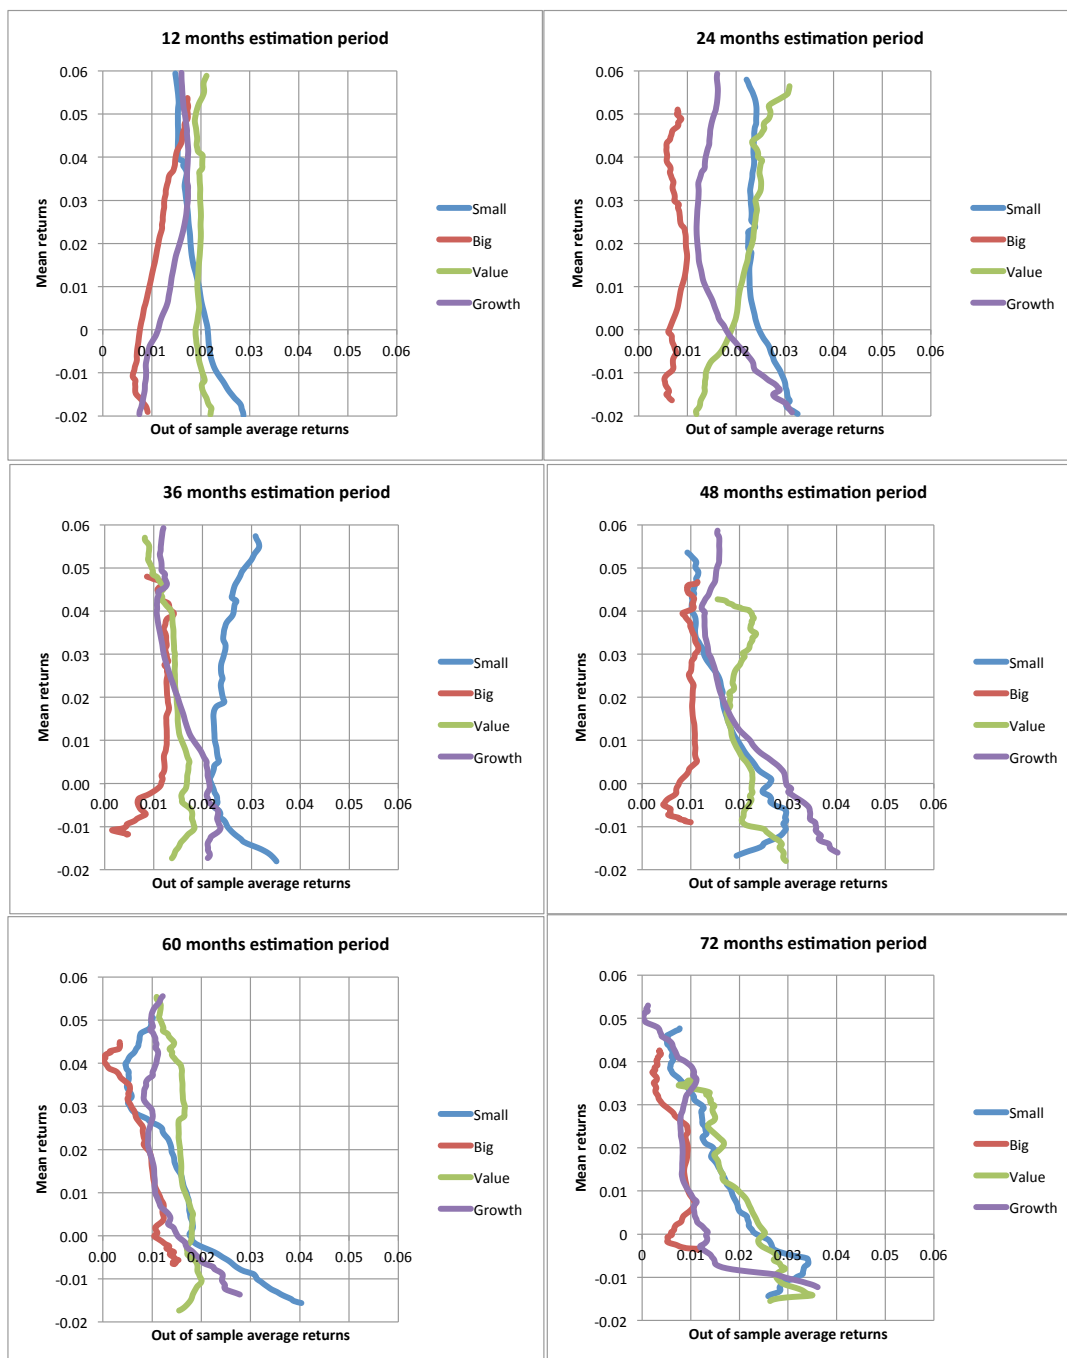 12 months estimation period
0.06
0.05
0.04
0.03
0.02
0.01
0
-0.01
-0.02
0 0.01 0.02 0.03 0.04 0.05 0.06
Mean returns
Out of sample average returns
Small
Big
Value
Growth
24 months estimation period
0.06
0.05
0.04
0.03
0.02
0.01
0.00
-0.01
-0.02
0.00 0.01 0.02 0.03 0.04 0.05 0.06
Mean returns
Out of sample average returns
Small
Big
Value
Growth
36 months estimation period
0.06
0.05
0.04
0.03
0.02
0.01
0.00
-0.01
-0.02
0.00 0.01 0.02 0.03 0.04 0.05 0.06
Mean returns
Out of sample average returns
Small
Big
Value
Growth
48 months estimation period
0.06
0.05
0.04
0.03
0.02
0.01
0.00
-0.01
-0.02
0.00 0.01 0.02 0.03 0.04 0.05 0.06
Mean returns
Out of sample average returns
Small
Big
Value
Growth
60 months estimation period
0.06
0.05
0.04
0.03
0.02
0.01
0.00
-0.01
-0.02
0.00 0.01 0.02 0.03 0.04 0.05 0.06
Mean returns
Out of sample average returns
Small
Big
Value
Growth
72 months estimation period
0.06
0.05
0.04
0.03
0.02
0.01
0
-0.01
-0.02
0 0.01 0.02 0.03 0.04 0.05 0.06
Mean returns
Out of sample average returns
Small
Big
Value
Growth